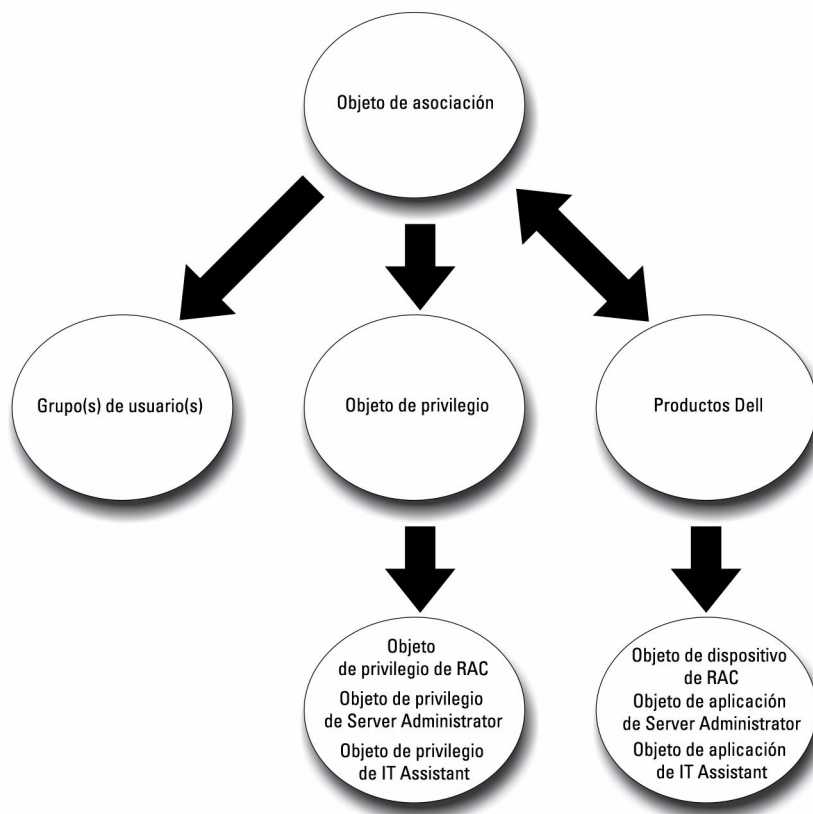 Objeto de asociación
Grupo(s) de usuario(s)
Objeto de privilegio
Productos Dell
Objeto
de privilegio de RAC
Objeto de privilegio
de Server Administrator
Objeto de privilegio
de IT Assistant
Objeto de dispositivo
de RAC
Objeto de aplicación
de Server Administrator
Objeto de aplicación
de IT Assistant